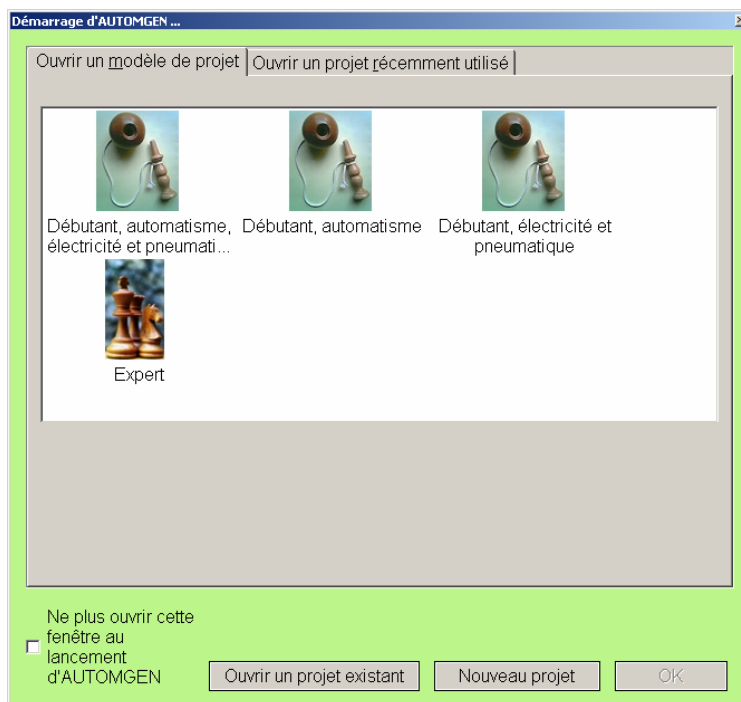 Démarrage d'AUTOMGEN ...
Ouvrir un modèle de projet
Ouvrir un projet récemment utilisé
Débutant, automatisme,
électricité et pneumati...
Débutant, automatisme
Débutant, électricité et
pneumatique
Expert
Ne plus ouvrir cette
fenêtre au
lancement
d'AUTOMGEN
Ouvrir un projet existant
Nouveau projet
OK